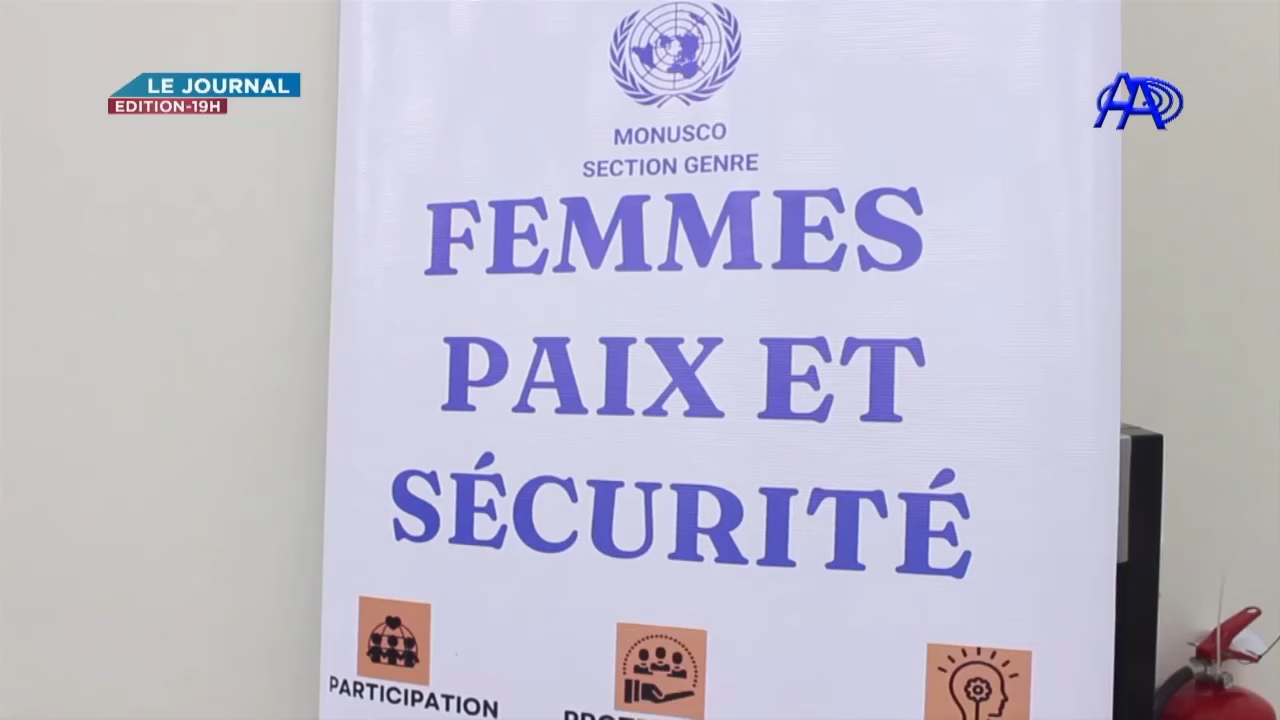 LE JOURNAL
EDITION-19H
MONUSCO
SECTION GENRE
FEMMES
PAIX ET
SÉCURITÉ
PARTICIPATION